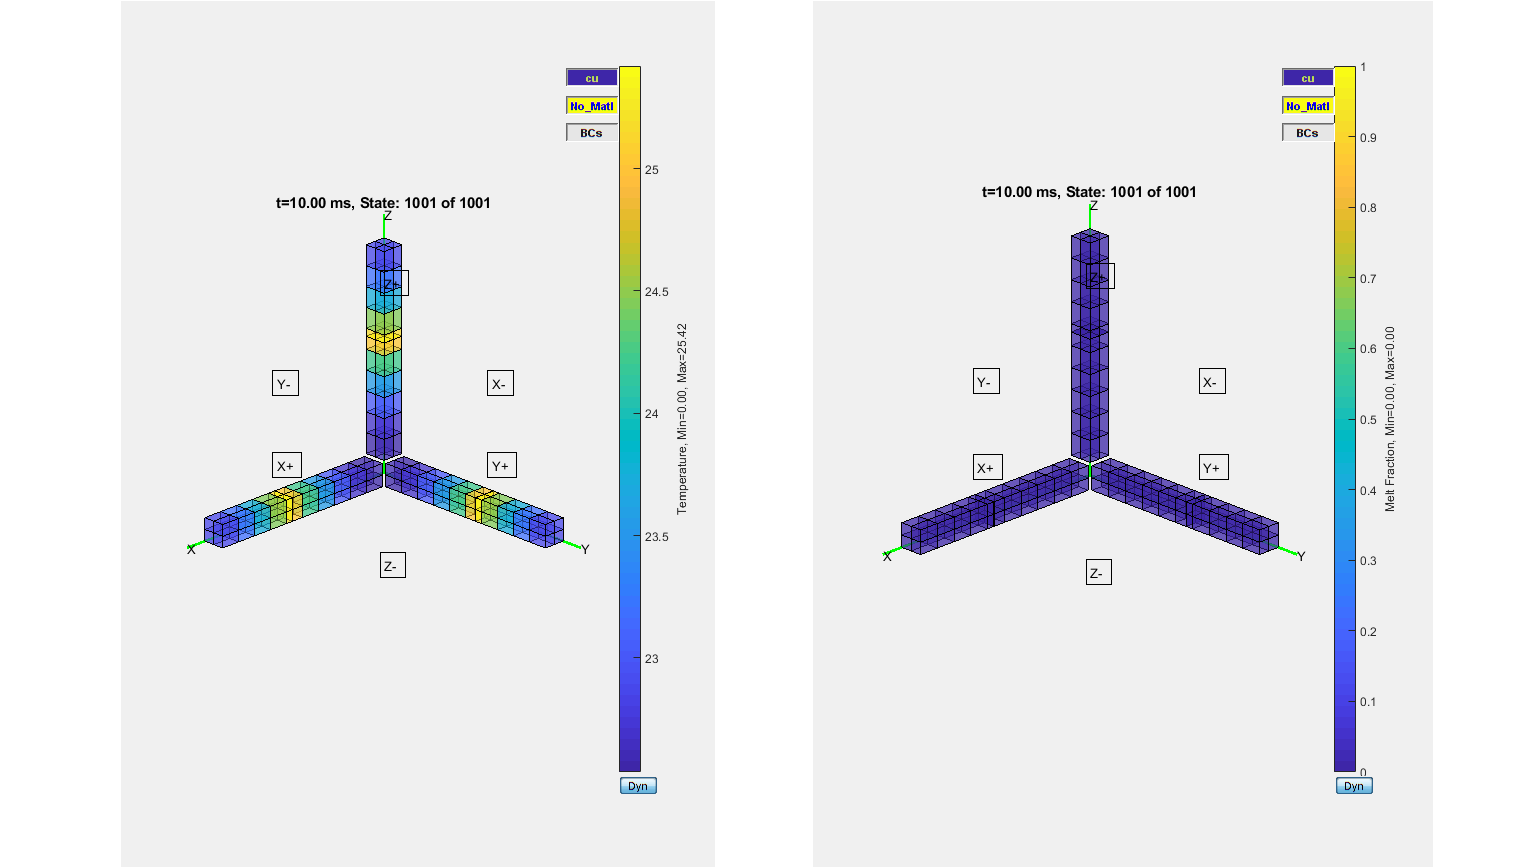 cu
No_Matl
BCs
25
24.5
24
23.5
23
Temperature, Min=0.00, Max=25.42
t=10.00 ms, State: 1001 of 1001
Z
Z+
Y-
X-
X+
Y+
X
Y
Z-
Dyn
cu
No_Matl
BCs
1
0.9
0.8
0.7
0.6
0.5
0.4
0.3
0.2
0.1
0
Melt Fraction, Min=0.00, Max=0.00
t=10.00 ms, State: 1001 of 1001
Z
Z+
Y-
X-
X+
Y+
X
Y
Z-
Dyn